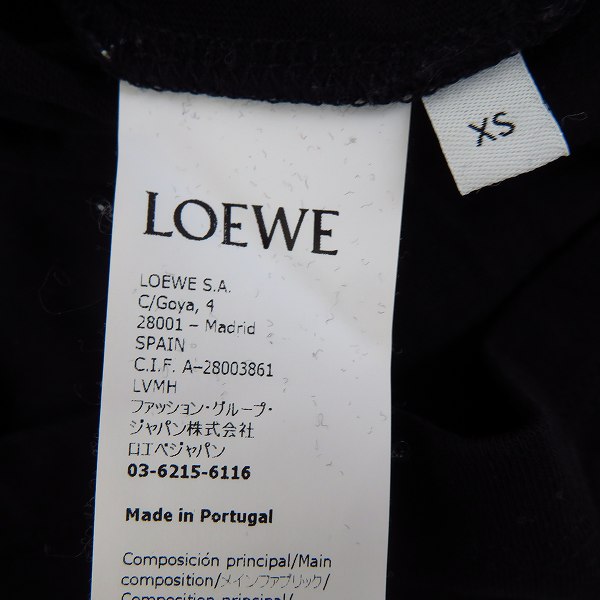 XS
LOEWE
LOEWE S.A.
C/Goya, 4
28001 – Madrid
SPAIN
C.I.F. A-28003861
LVMH
ファッション・グループ・
ジャパン株式会社
ロエベジャパン
03-6215-6116
Made in Portugal
Composición principal/Main
composition/メインファブリック/
Composition principal/